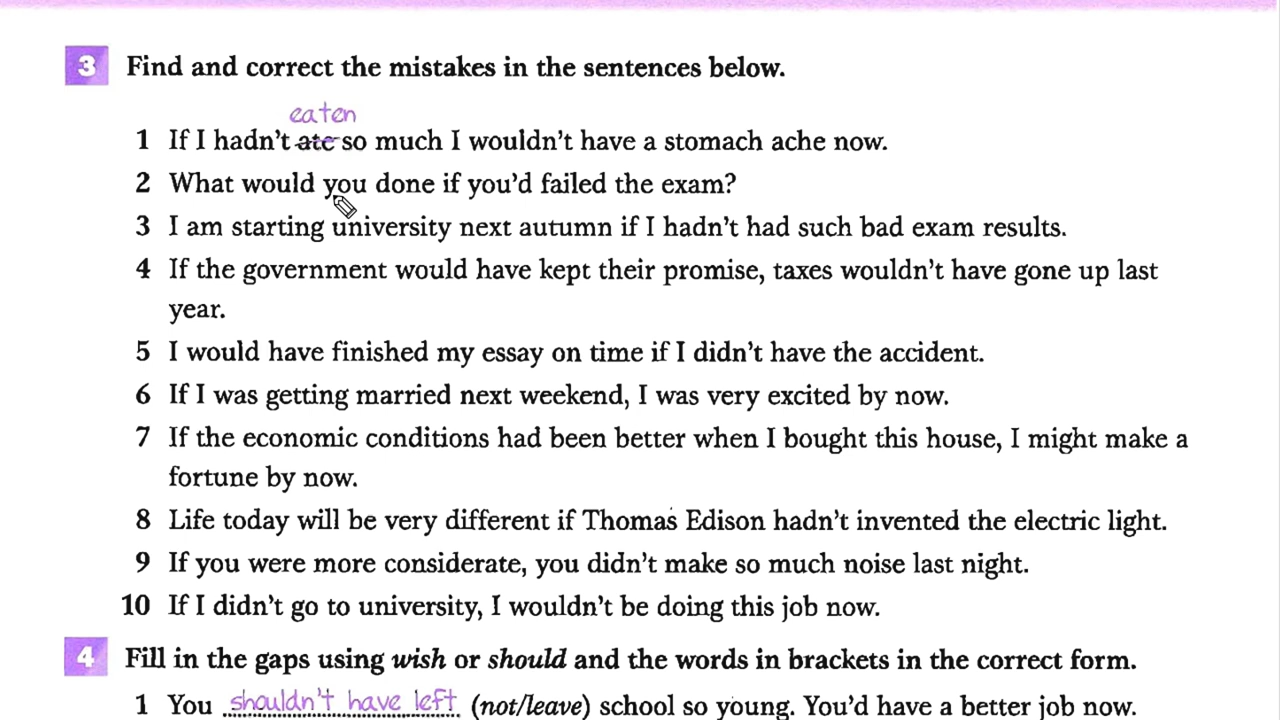 3 Find and correct the mistakes in the sentences below.
eaten
1 If I hadn't ate so much I wouldn't have a stomach ache now.
2 What would you done if you'd failed the exam?
3 I am starting university next autumn if I hadn't had such bad exam results.
4 If the government would have kept their promise, taxes wouldn't have gone up last
year.
5 I would have finished my essay on time if I didn't have the accident.
6 If I was getting married next weekend, I was very excited by now.
7 If the economic conditions had been better when I bought this house, I might make a
fortune by now.
8 Life today will be very different if Thomas Edison hadn't invented the electric light.
9 If you were more considerate, you didn't make so much noise last night.
10 If I didn't go to university, I wouldn't be doing this job now.
4 Fill in the gaps using wish or should and the words in brackets in the correct form.
1 You shouldn't have left (not/leave) school so young. You'd have a better job now.